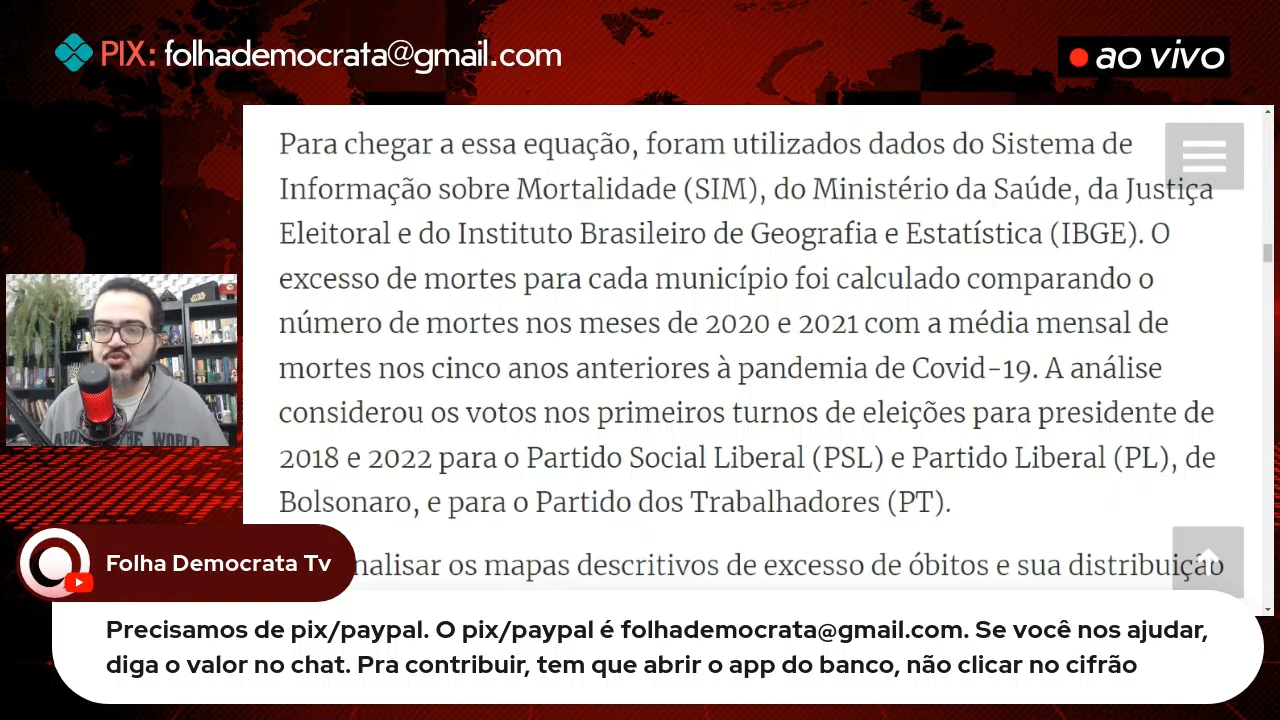 PIX: folhademocrata@gmail.com
ao vivo
Para chegar a essa equação, foram utilizados dados do Sistema de
Informação sobre Mortalidade (SIM), do Ministério da Saúde, da Justiça
Eleitoral e do Instituto Brasileiro de Geografia e Estatística (IBGE). O
excesso de mortes para cada município foi calculado comparando o
número de mortes nos meses de 2020 e 2021 com a média mensal de
mortes nos cinco anos anteriores à pandemia de Covid-19. A análise
considerou os votos nos primeiros turnos de eleições para presidente de
2018 e 2022 para o Partido Social Liberal (PSL) e Partido Liberal (PL), de
Bolsonaro, e para o Partido dos Trabalhadores (PT).
nalisar os mapas descritivos de excesso de óbitos e sua distribuição
THE WORLD
Folha Democrata Tv
Precisamos de pix/paypal. O pix/paypal é folhademocrata@gmail.com. Se você nos ajudar,
diga o valor no chat. Pra contribuir, tem que abrir o app do banco, não clicar no cifrão